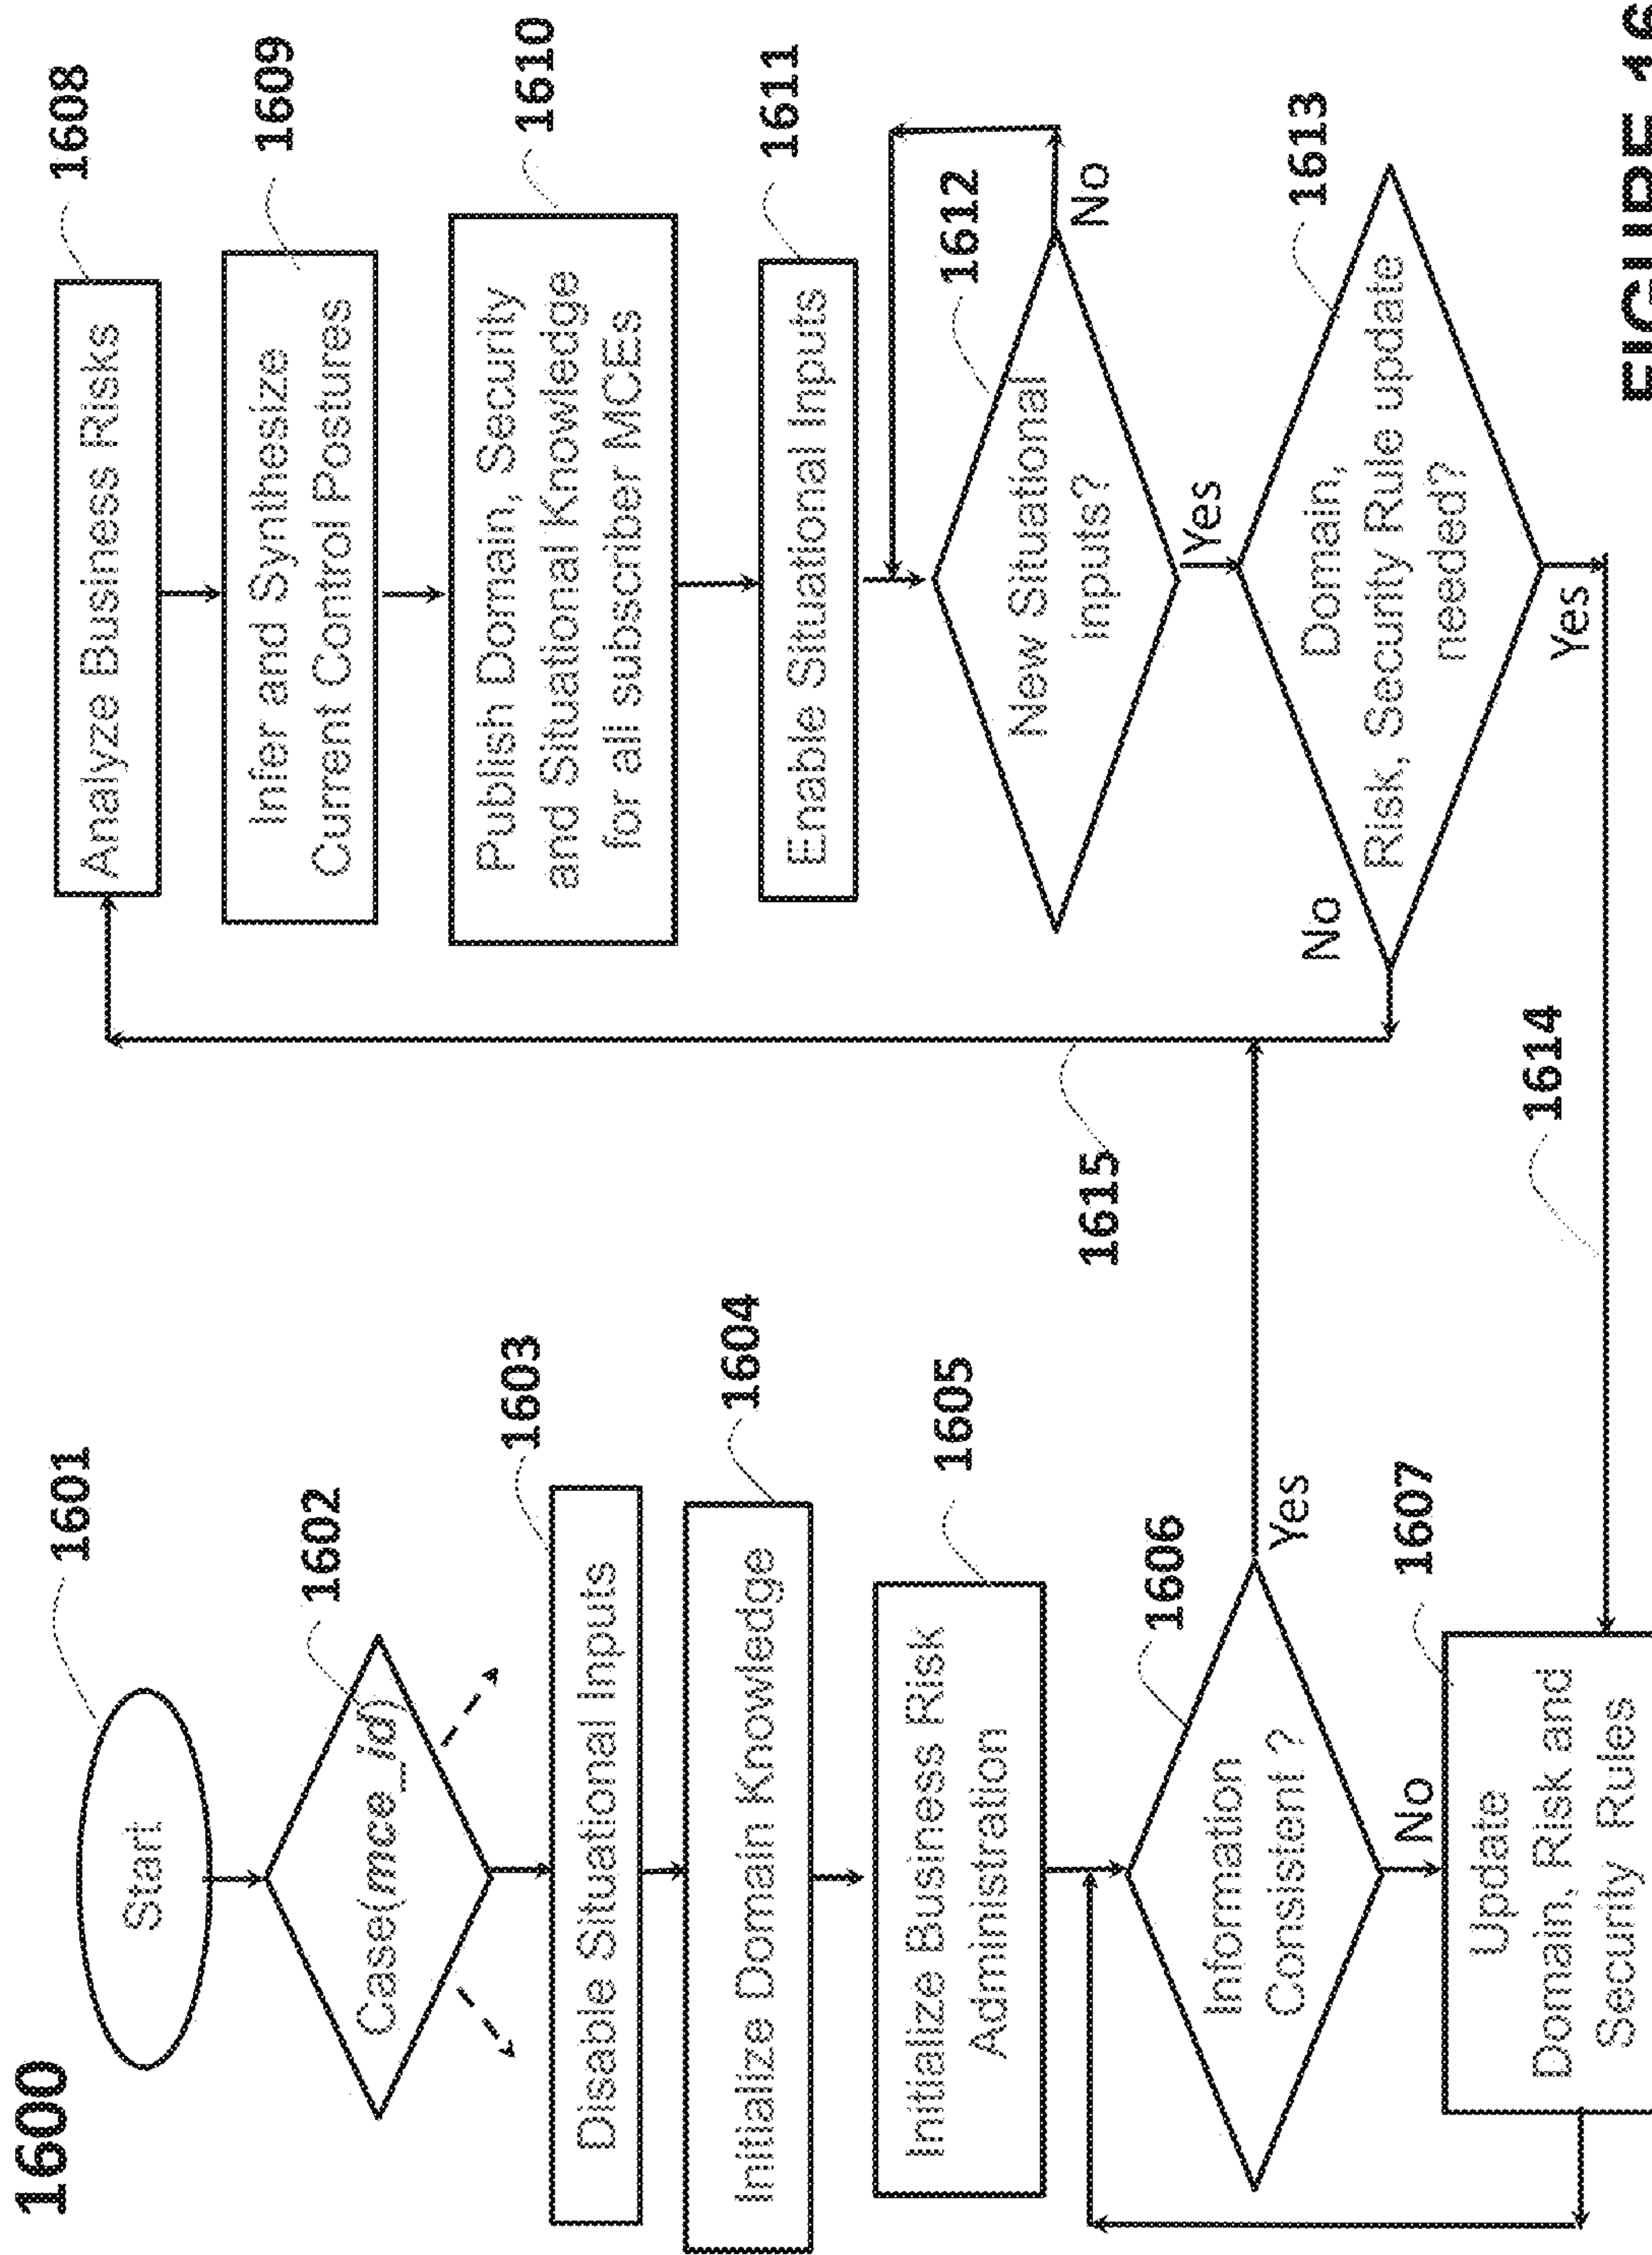 1600
Start
1601
Case(mce_id)
1602
Disable Situational Inputs
1603
Initialize Domain Knowledge
1604
Initialize Business Risk
Administration
1605
Information
Consistent ?
1606
Yes
No
Update
Domain, Risk and
Security Rules
1607
Analyze Business Risks
1608
Infer and Synthesize
Current Control Postures
1609
Publish Domain, Security
and Situational Knowledge
for all subscriber MCEs
1610
Enable Situational Inputs
1611
New Situational
Inputs?
1612
No
Yes
Domain,
Risk, Security Rule update
needed?
1613
No
Yes
1614
1615
FIGURE 16